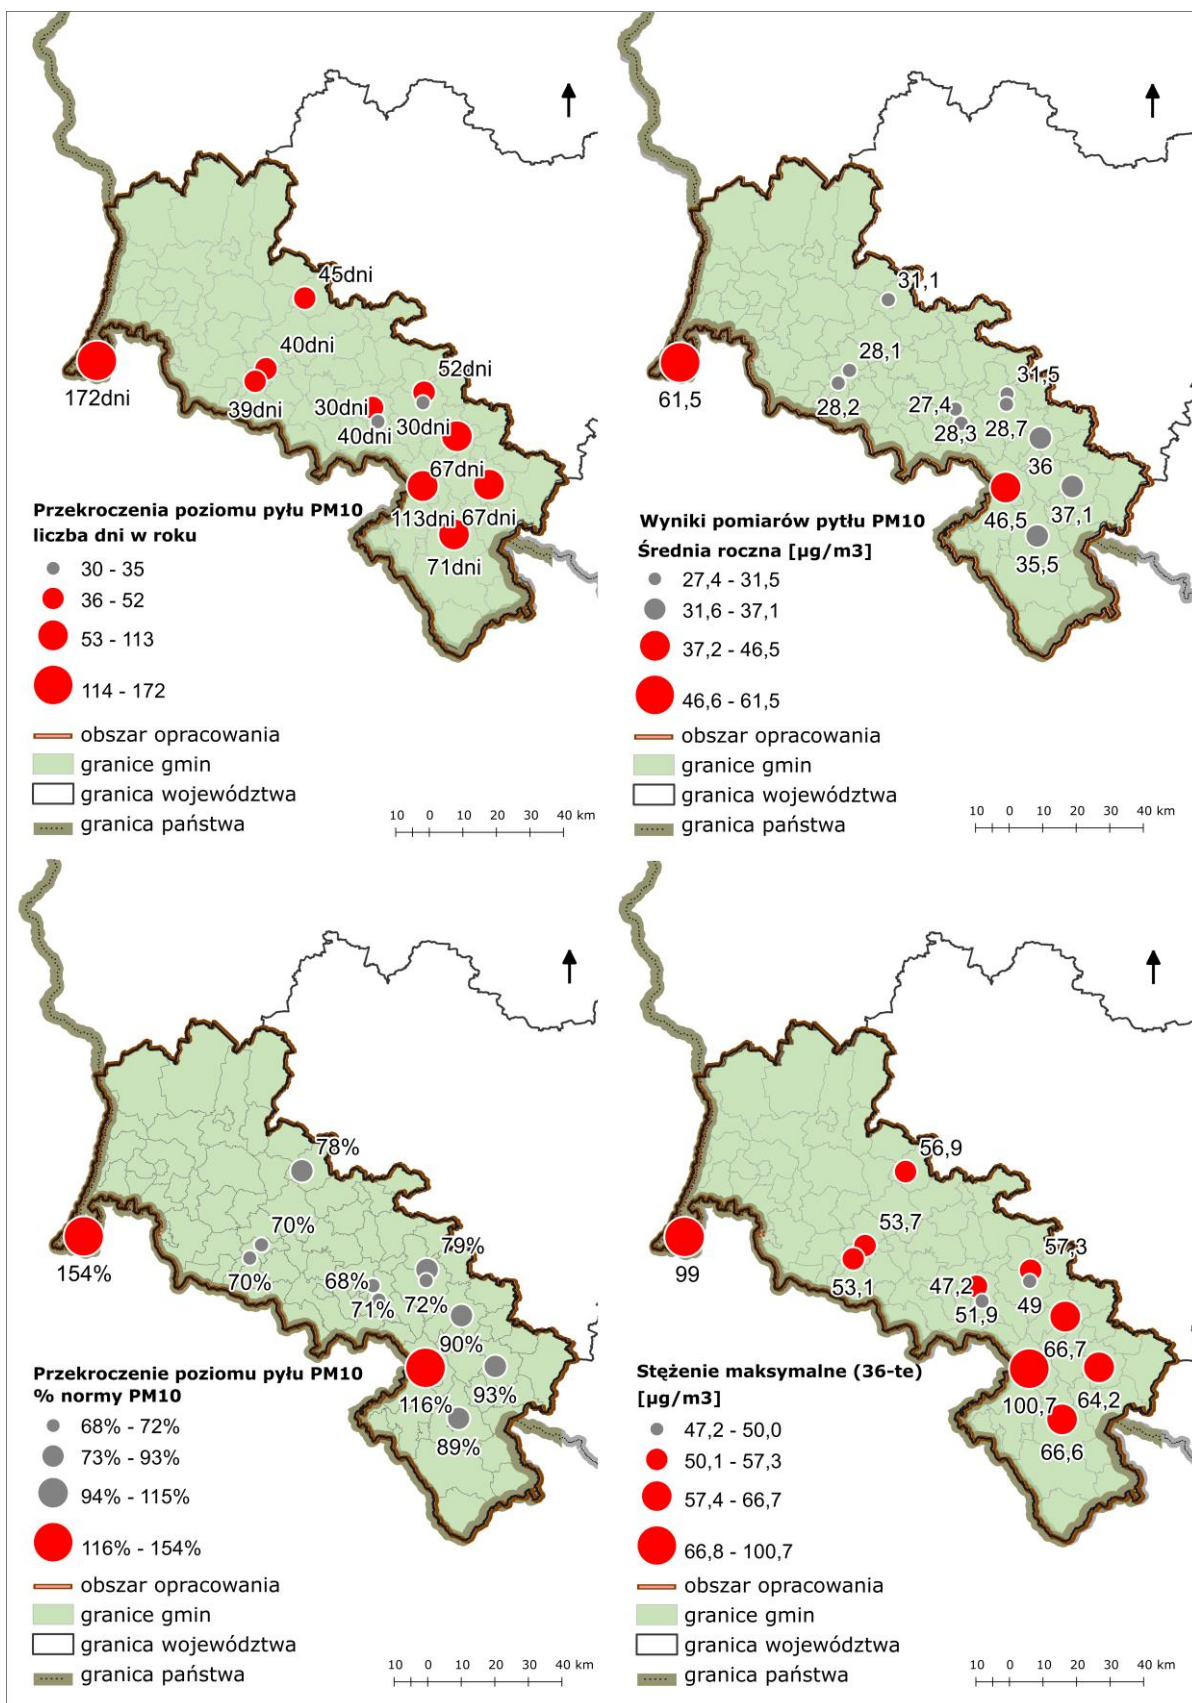 45dni
40dni
172dni
39dni
52dni
30dni
40dni
30dni
67dni
113dni
67dni
71dni
Przekroczenia poziomu pyłu PM10
liczba dni w roku
30 - 35
36 - 52
53 - 113
114 - 172
obszar opracowania
granice gmin
granica województwa
granica państwa
10 0 10 20 30 40 km
31,1
28,1
61,5
28,2
31,5
27,4
28,3
28,7
36
46,5
37,1
35,5
Wyniki pomiarów pytłu PM10
Średnia roczna [µg/m3]
27,4 - 31,5
31,6 - 37,1
37,2 - 46,5
46,6 - 61,5
obszar opracowania
granice gmin
granica województwa
granica państwa
10 0 10 20 30 40 km
78%
70%
154%
70%
79%
68%
71%
72%
90%
116%
93%
89%
Przekroczenie poziomu pyłu PM10
% normy PM10
68% - 72%
73% - 93%
94% - 115%
116% - 154%
obszar opracowania
granice gmin
granica województwa
granica państwa
10 0 10 20 30 40 km
56,9
53,7
99
53,1
57,3
47,2
51,9
49
66,7
100,7
64,2
66,6
Stężenie maksymalne (36-te)
[µg/m3]
47,2 - 50,0
50,1 - 57,3
57,4 - 66,7
66,8 - 100,7
obszar opracowania
granice gmin
granica województwa
granica państwa
10 0 10 20 30 40 km